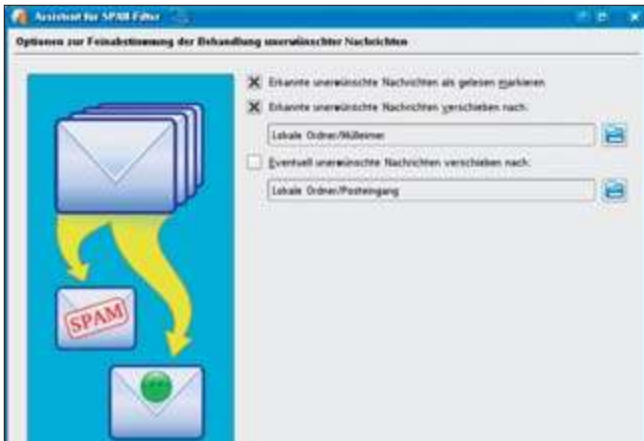 Assistent für SPAM-Filter
Optionen zur Feinabstimmung der Behandlung unerwünschter Nachrichten
Erkannte unerwünschte Nachrichten als gelesen markieren
Erkannte unerwünschte Nachrichten verschieben nach:
Lokale Ordner/Mülleimer
Eventuell unerwünschte Nachrichten verschieben nach:
Lokale Ordner/Posteingang
SPAM